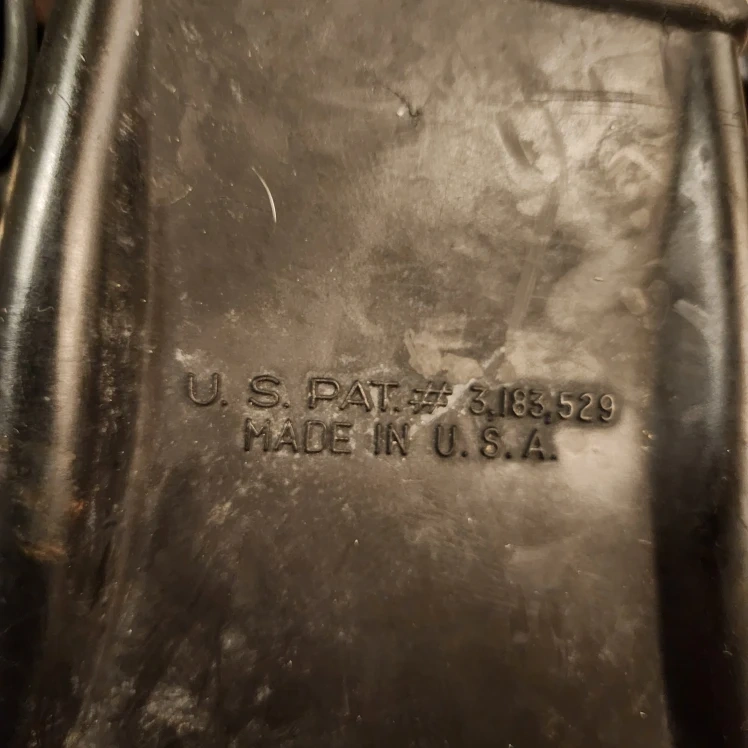 U. S. PAT. # 3,183,529
MADE IN U. S. A.